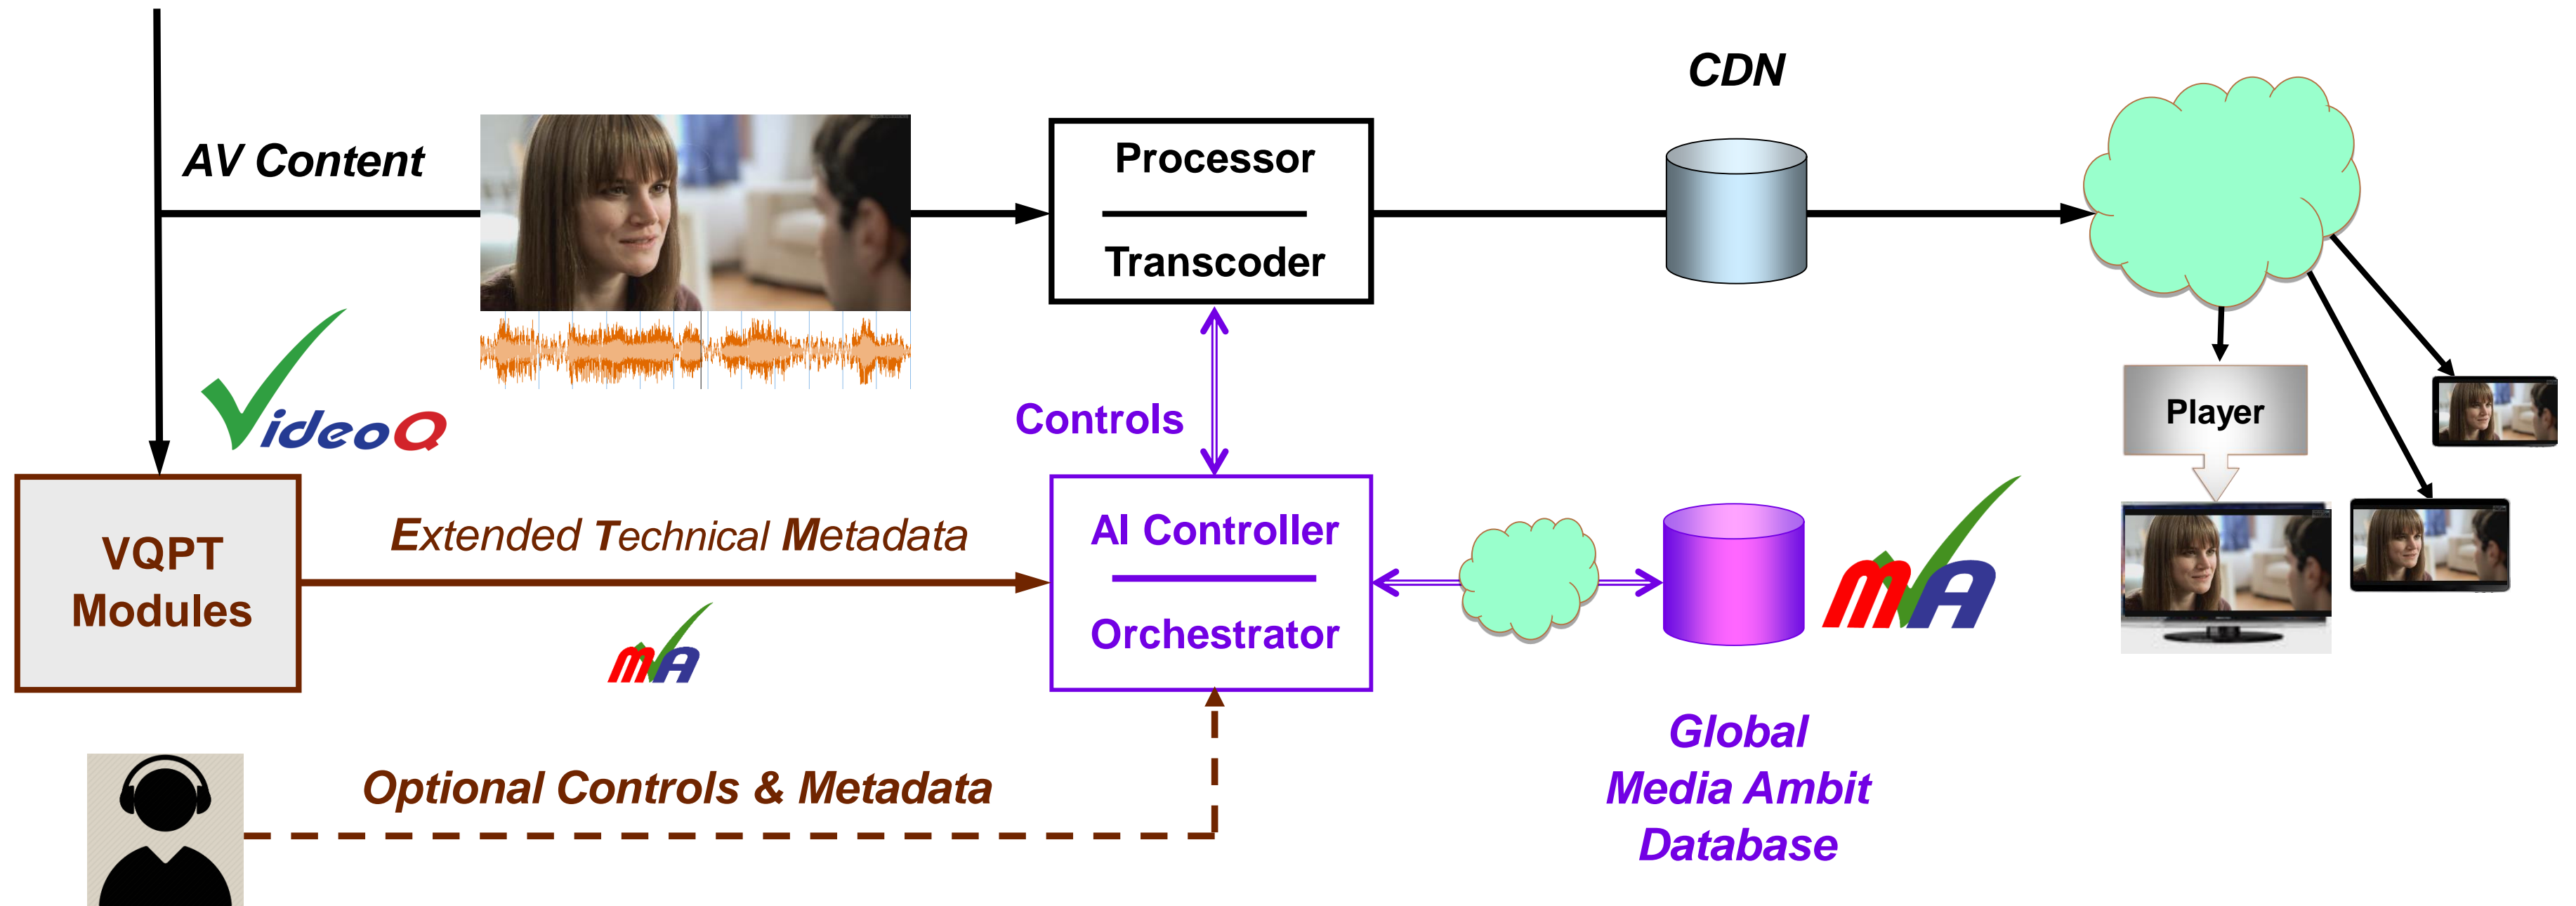 CDN
AV Content
Processor
Transcoder
VideoQ
Controls
Player
VQPT
Modules
Extended Technical Metadata
AI Controller
Orchestrator
MA
MA
Optional Controls & Metadata
Global
Media Ambit
Database